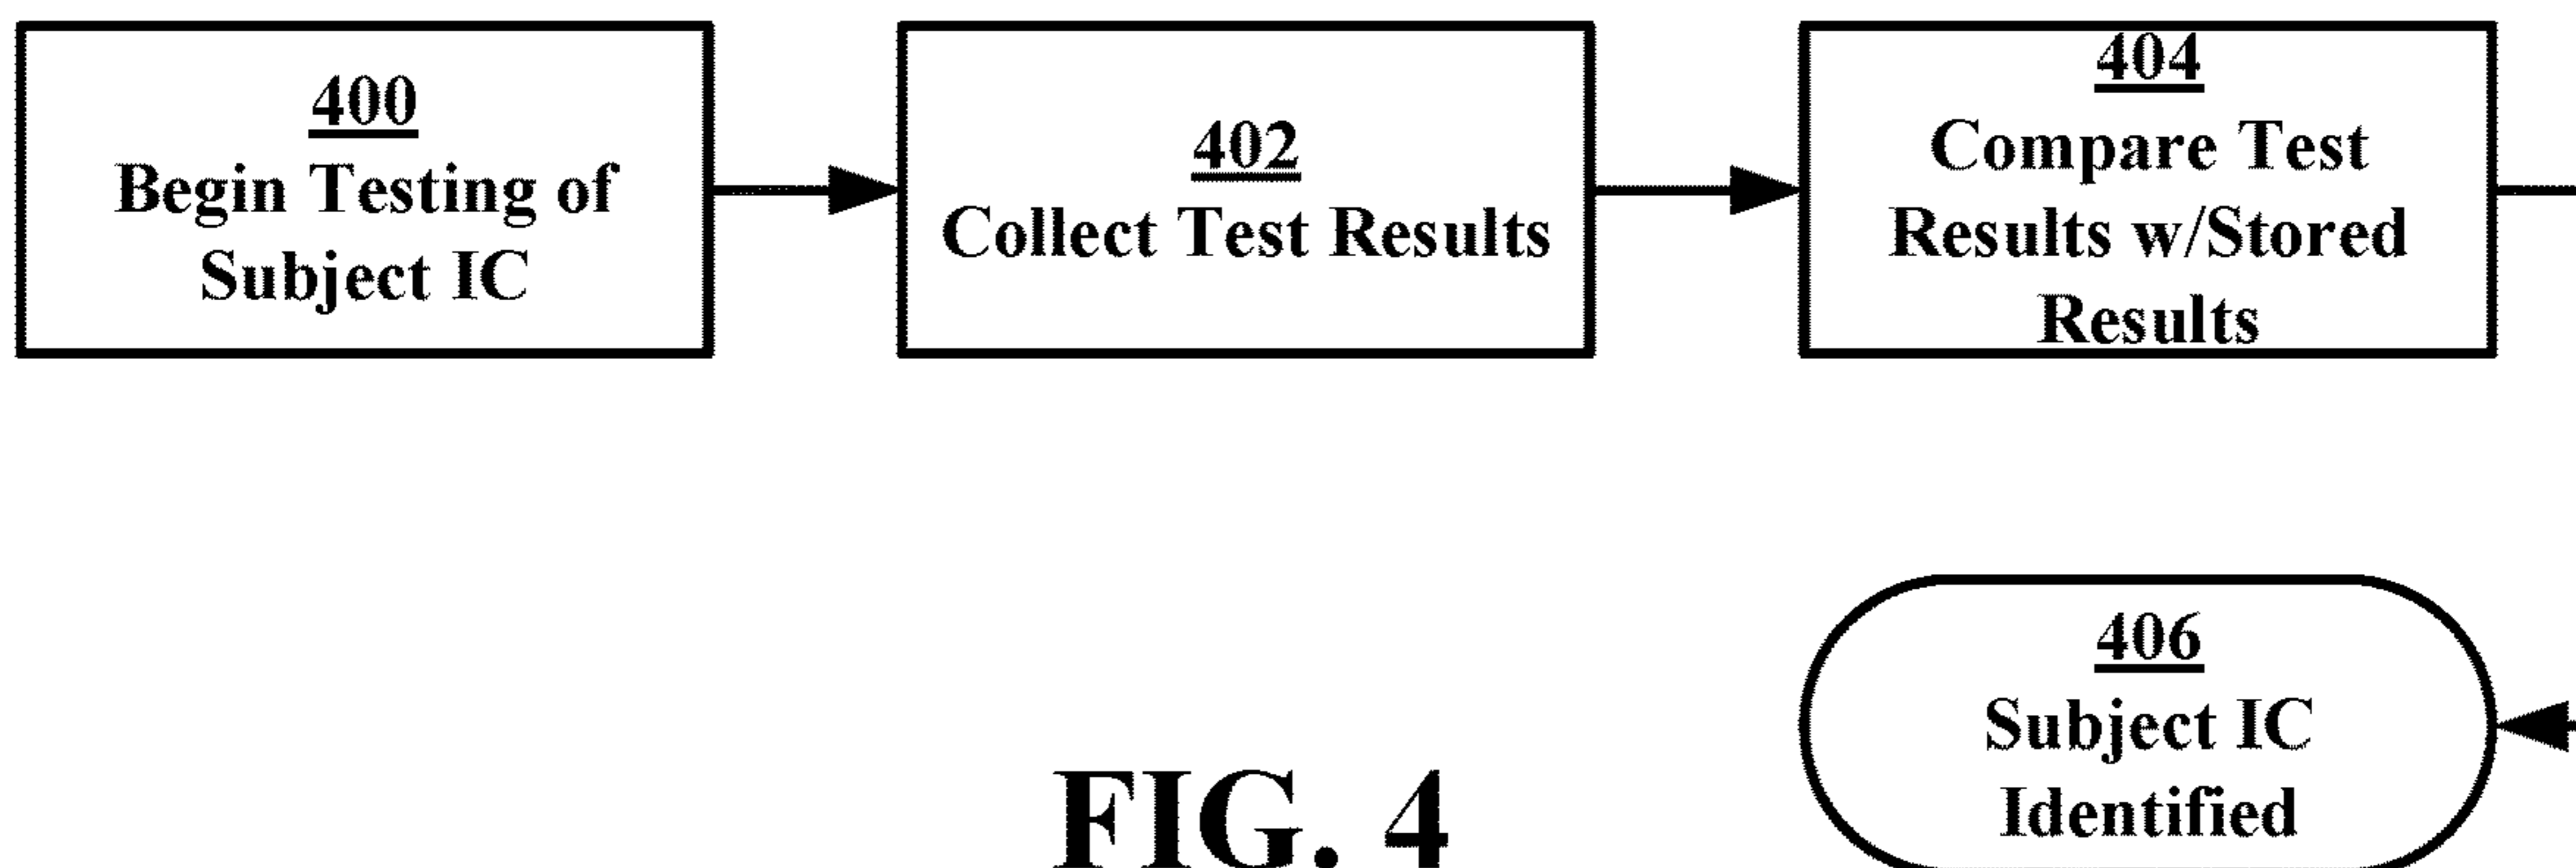 400
Begin Testing of
Subject IC
402
Collect Test Results
404
Compare Test
Results w/Stored
Results
406
Subject IC
Identified
FIG. 4